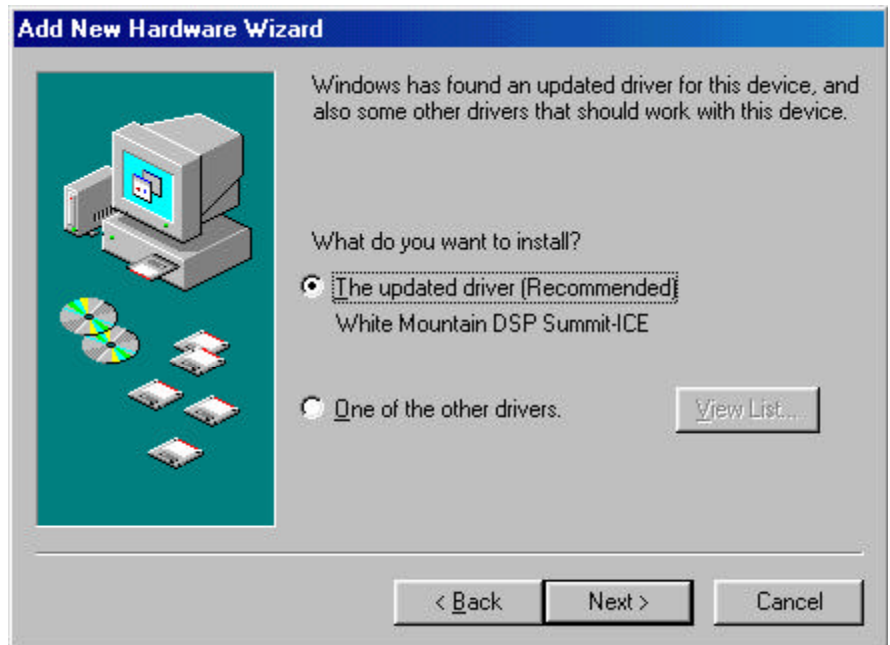 Add New Hardware Wizard
Windows has found an updated driver for this device, and
also some other drivers that should work with this device.
What do you want to install?
The updated driver (Recommended)
White Mountain DSP Summit-ICE
One of the other drivers.
View List...
< Back
Next >
Cancel